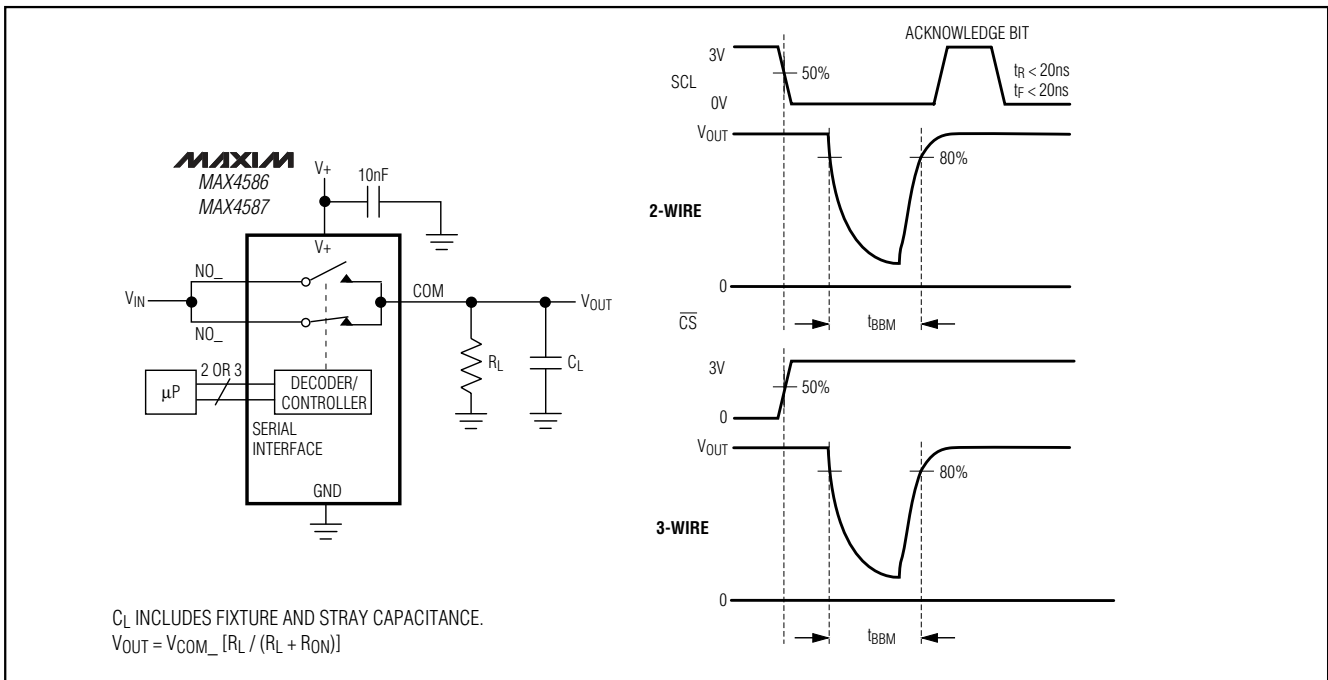 MAXIM
MAX4586
MAX4587
V+
10nF
V+
NO_
COM
VIN
VOUT
NO_
RL
CL
2 OR 3
μP
DECODER/
CONTROLLER
SERIAL
INTERFACE
GND
CL INCLUDES FIXTURE AND STRAY CAPACITANCE.
VOUT = VCOM_ [RL / (RL + RON)]
ACKNOWLEDGE BIT
3V
SCL
50%
tR < 20ns
tF < 20ns
0V
VOUT
80%
2-WIRE
0
CS
tBBM
3V
50%
0
VOUT
80%
3-WIRE
0
tBBM